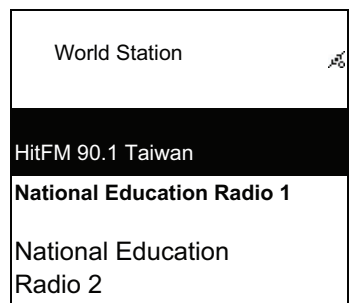 World Station
HitFM 90.1 Taiwan
National Education Radio 1
National Education
Radio 2